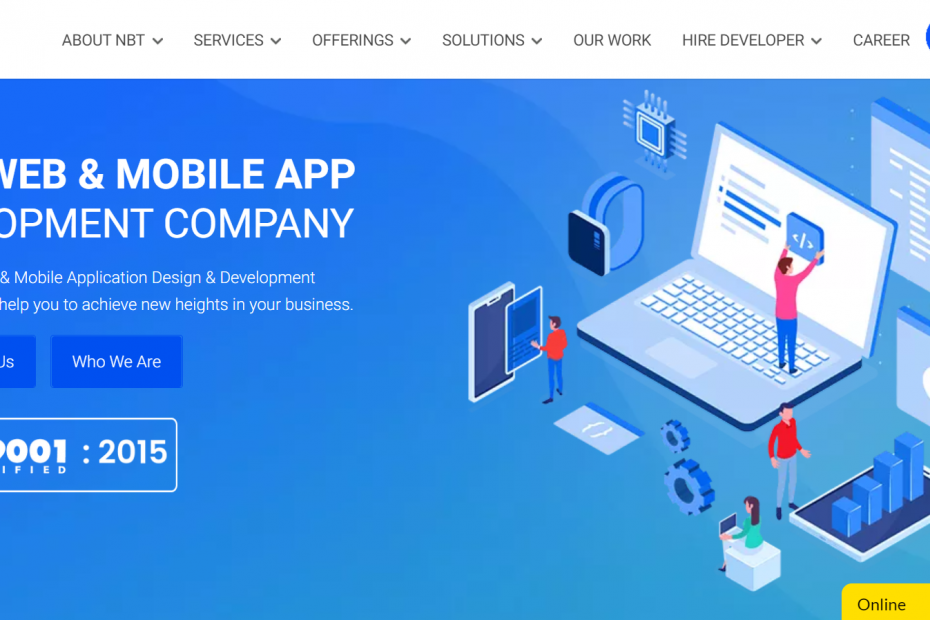 ABOUT NBT
SERVICES
OFFERINGS
SOLUTIONS
OUR WORK
HIRE DEVELOPER
CAREER
WEB & MOBILE APP
OPMENT COMPANY
& Mobile Application Design & Development
help you to achieve new heights in your business.
Us
Who We Are
9001 : 2015
IFIED
</>
Online